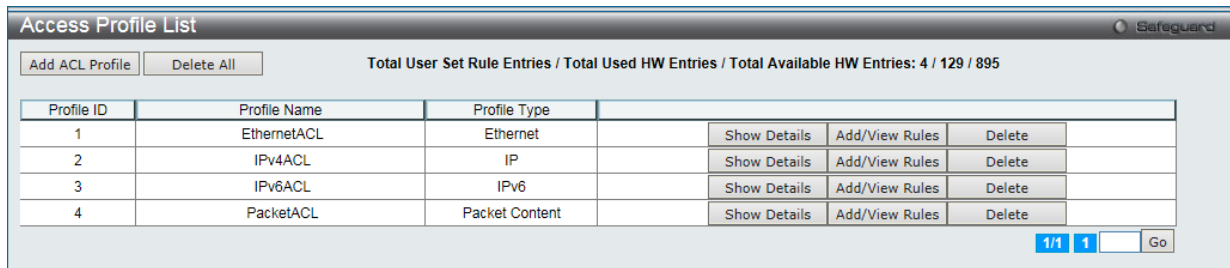 Access Profile List Safeguard
Add ACL Profile Delete All Total User Set Rule Entries / Total Used HW Entries / Total Available HW Entries: 4 / 129 / 895
Profile ID Profile Name Profile Type
1 EthernetACL Ethernet Show Details Add/View Rules Delete
2 IPv4ACL IP Show Details Add/View Rules Delete
3 IPv6ACL IPv6 Show Details Add/View Rules Delete
4 PacketACL Packet Content Show Details Add/View Rules Delete
1/1 1 Go